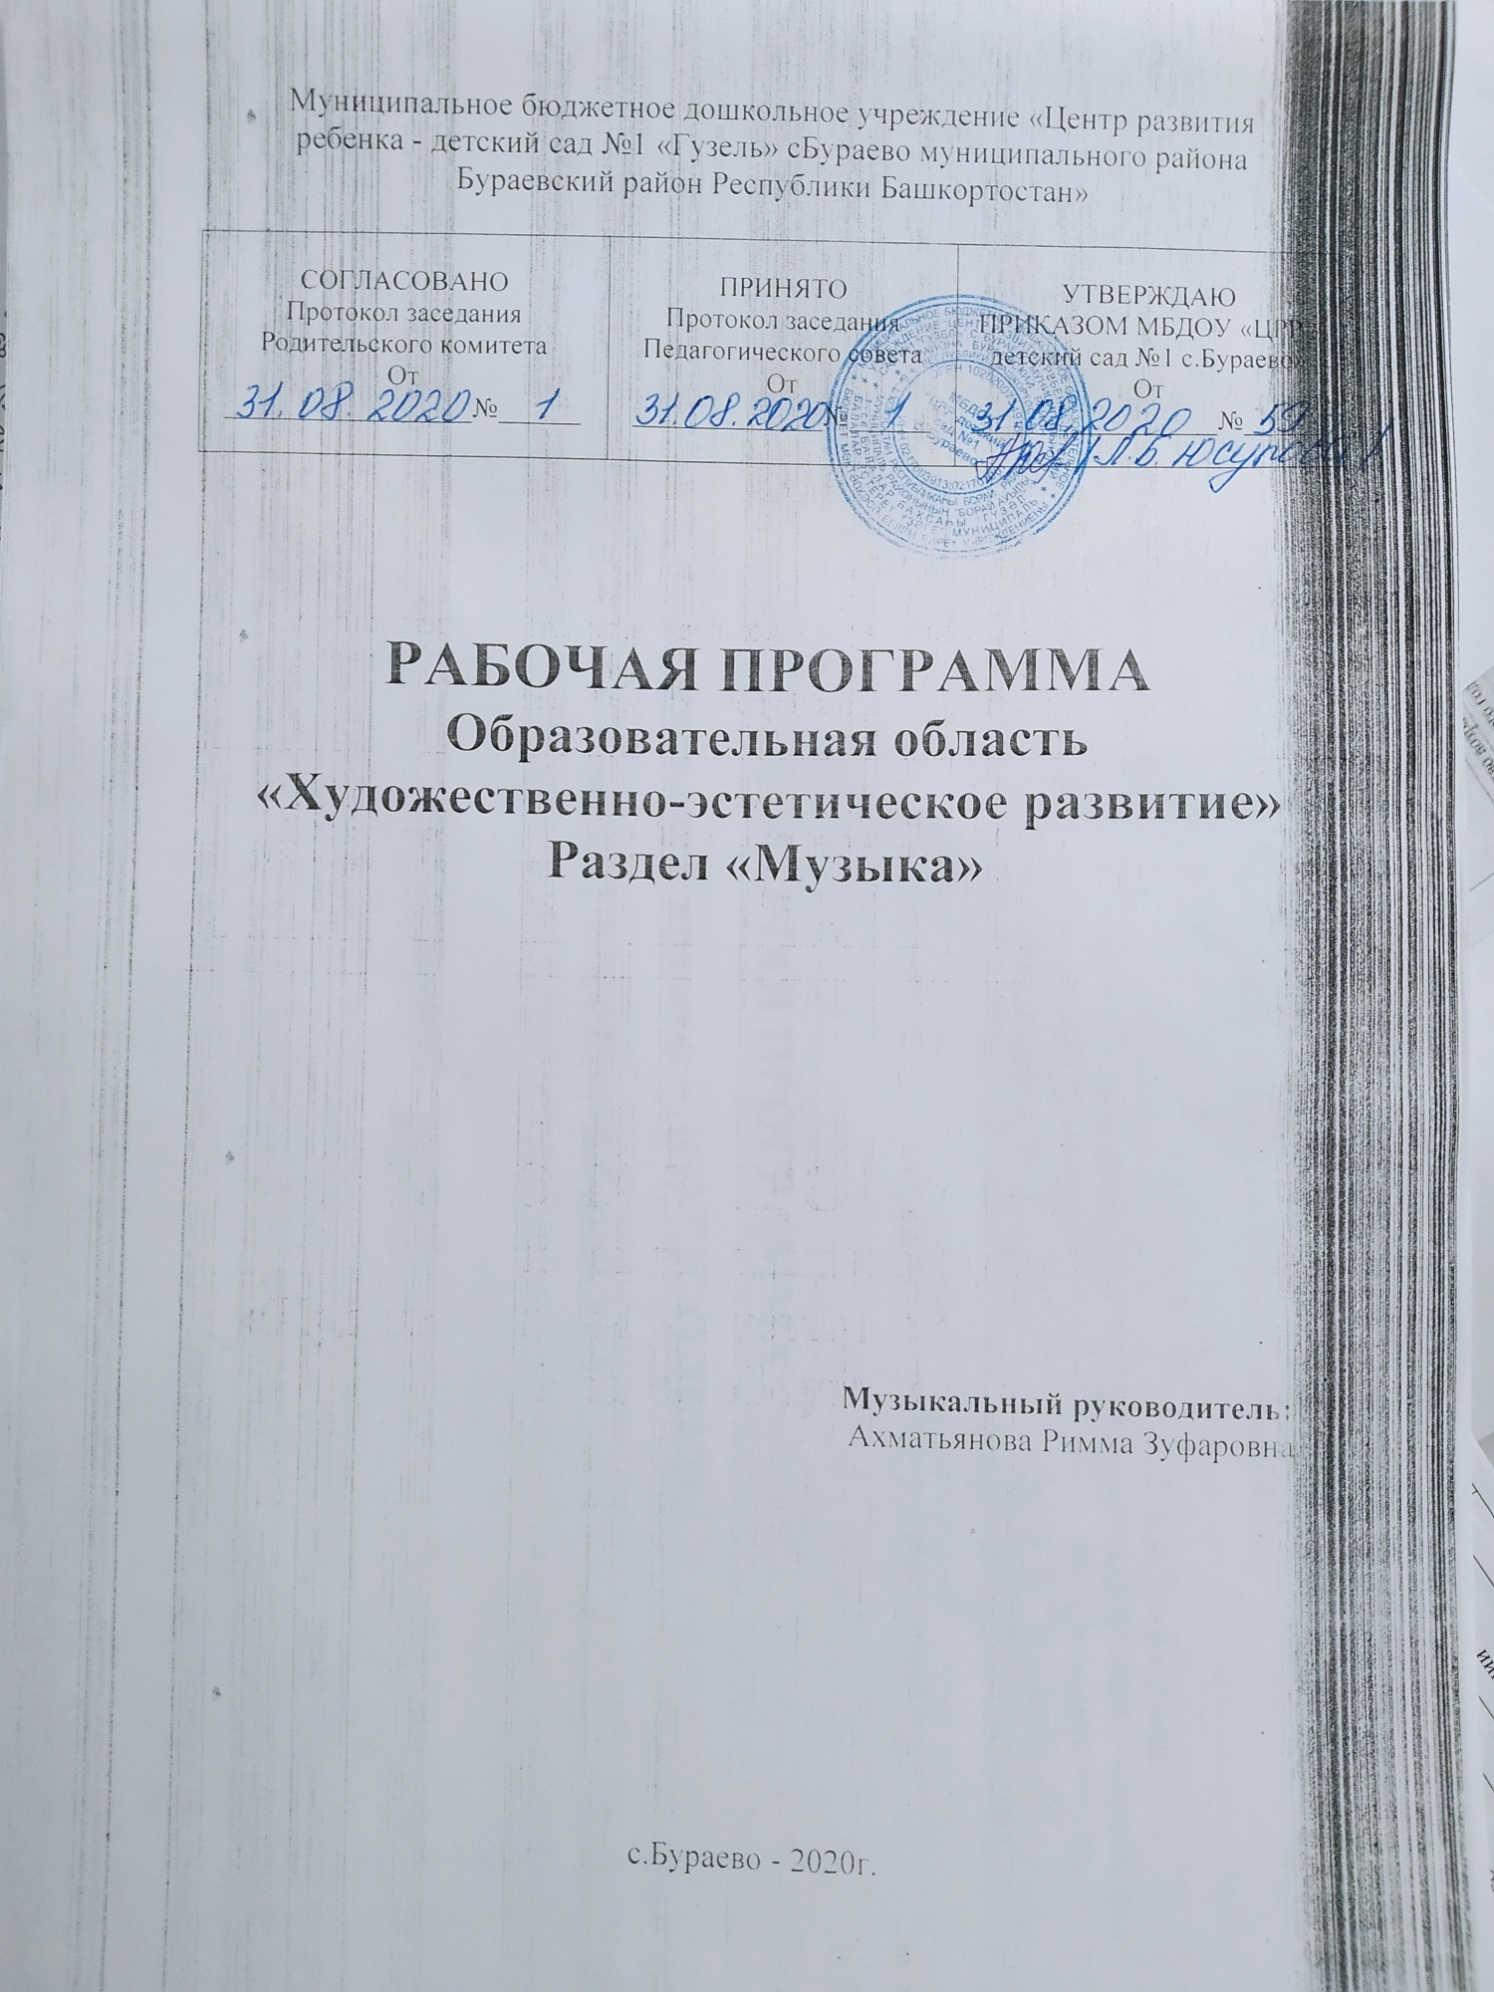 Муниципальное бюджетное дошкольное учреждение «Центр развития
ребенка - детский сад №1 «Гузель» сБураево муниципального района
Бураевский район Республики Башкортостан»
СОГЛАСОВАНО
Протокол заседания
Родительского комитета
От
31.08.2020 № 1
ПРИНЯТО
Протокол заседания
Педагогического совета
От
31.08.2020 № 1
УТВЕРЖДАЮ
ПРИКАЗОМ МБДОУ «ЦРР
детский сад №1 с.Бураево»
От
31.08.2020 № 59
/Л.Б. Юсупова/
РАБОЧАЯ ПРОГРАММА
Образовательная область
«Художественно-эстетическое развитие»
Раздел «Музыка»
Музыкальный руководитель:
Ахматьянова Римма Зуфаровна
с.Бураево - 2020г.